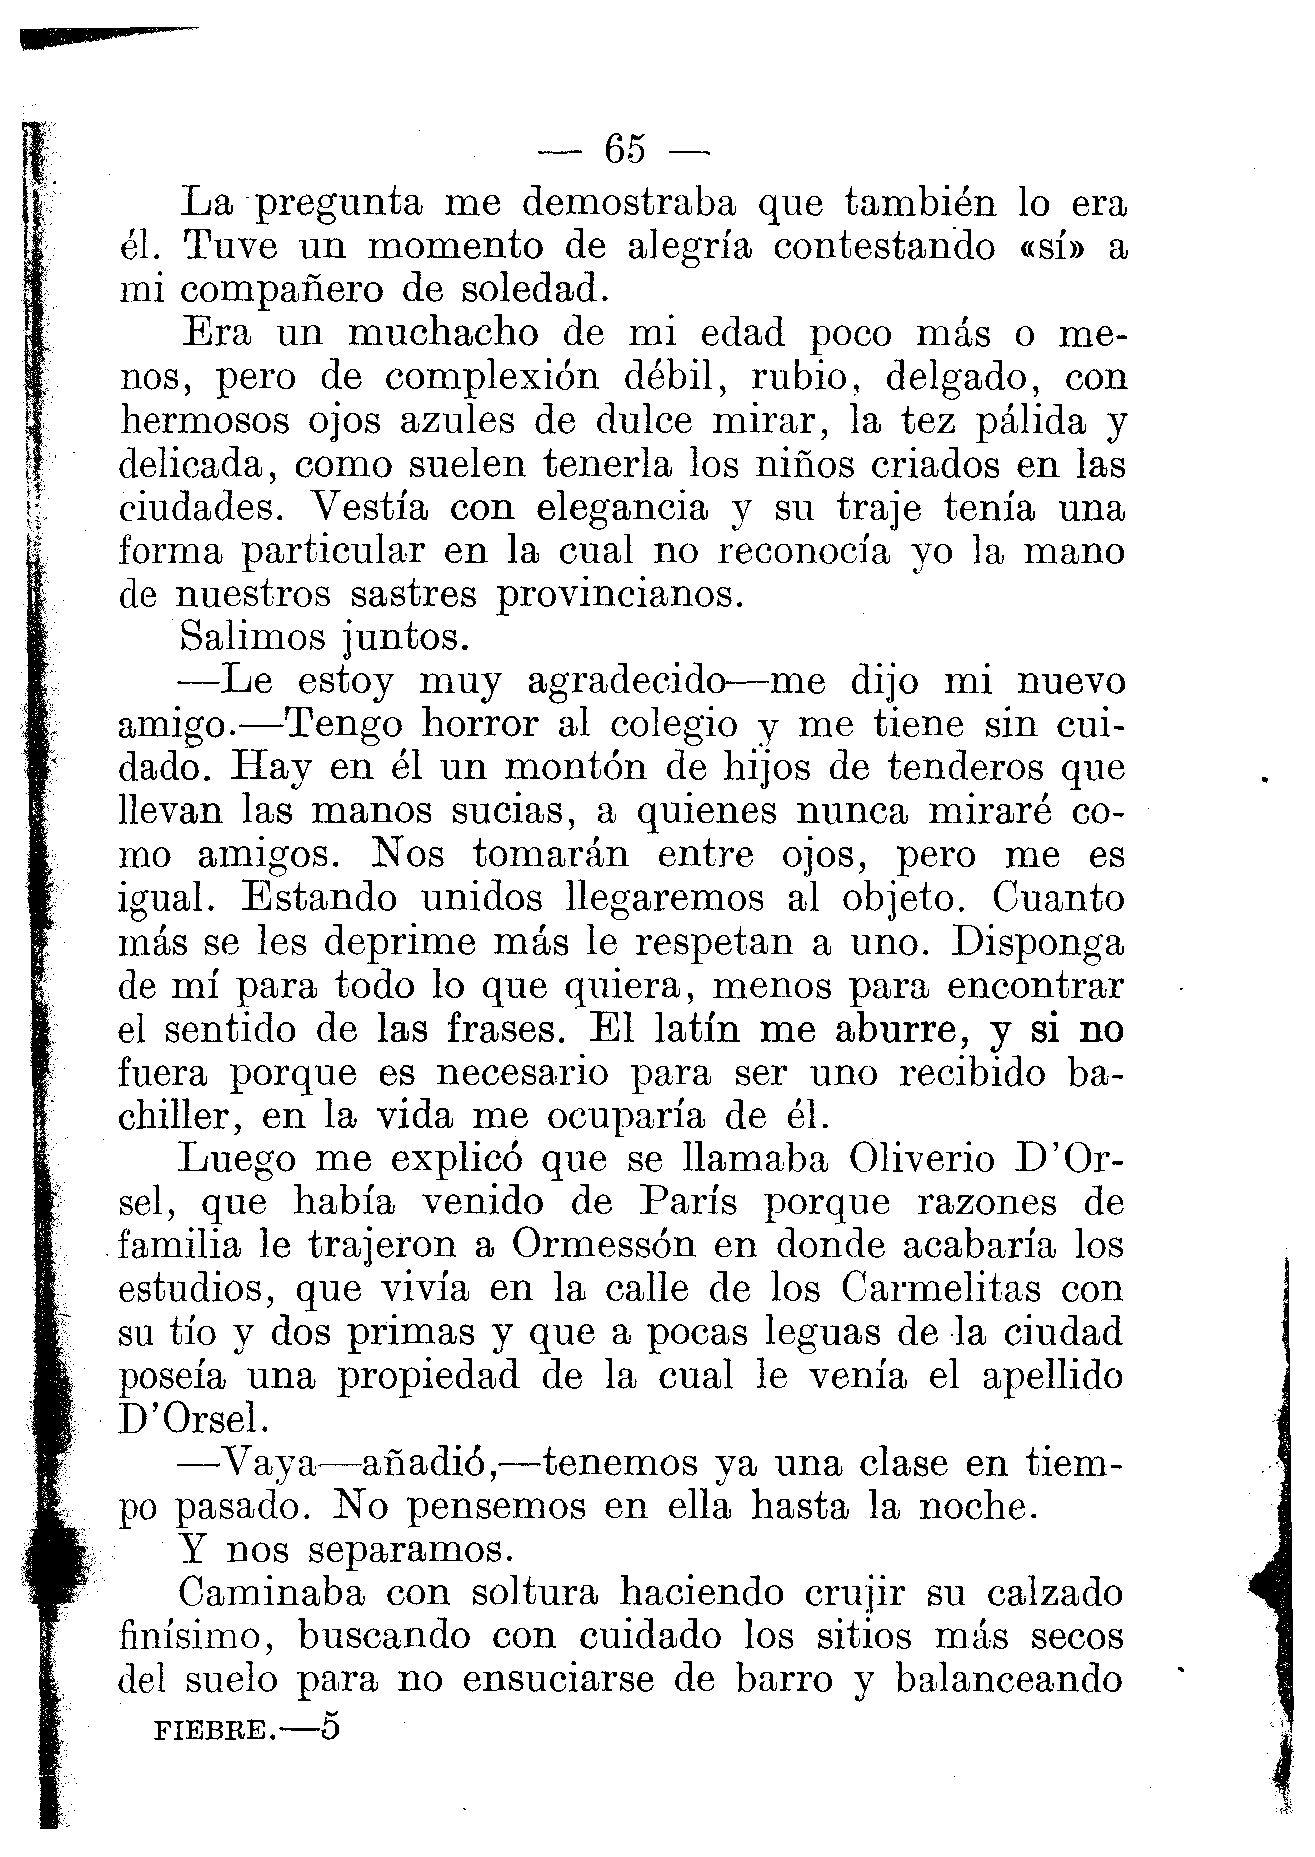 — 65 —
La pregunta me demostraba que también lo era
él. Tuve un momento de alegría contestando «sí» a
mi compañero de soledad.
Era un muchacho de mi edad poco más o me-
nos, pero de complexión débil, rubio, delgado, con
hermosos ojos azules de dulce mirar, la tez pálida y
delicada, como suelen tenerla los niños criados en las
ciudades. Vestía con elegancia y su traje tenía una
forma particular en la cual no reconocía yo la mano
de nuestros sastres provincianos.
Salimos juntos.
—Le estoy muy agradecido—me dijo mi nuevo
amigo.—Tengo horror al colegio y me tiene sin cui-
dado. Hay en él un montón de hijos de tenderos que
llevan las manos sucias, a quienes nunca miraré co-
mo amigos. Nos tomarán entre ojos, pero me es
igual. Estando unidos llegaremos al objeto. Cuanto
más se les deprime más le respetan a uno. Disponga
de mí para todo lo que quiera, menos para encontrar
el sentido de las frases. El latín me aburre, y si no
fuera porque es necesario para ser uno recibido ba-
chiller, en la vida me ocuparía de él.
Luego me explicó que se llamaba Oliverio D'Or-
sel, que había venido de París porque razones de
familia le trajeron a Ormessón en donde acabaría los
estudios, que vivía en la calle de los Carmelitas con
su tío y dos primas y que a pocas leguas de la ciudad
poseía una propiedad de la cual le venía el apellido
D'Orsel.
—Vaya—añadió,—tenemos ya una clase en tiem-
po pasado. No pensemos en ella hasta la noche.
Y nos separamos.
Caminaba con soltura haciendo crujir su calzado
finísimo, buscando con cuidado los sitios más secos
del suelo para no ensuciarse de barro y balanceando
FIEBRE.—5